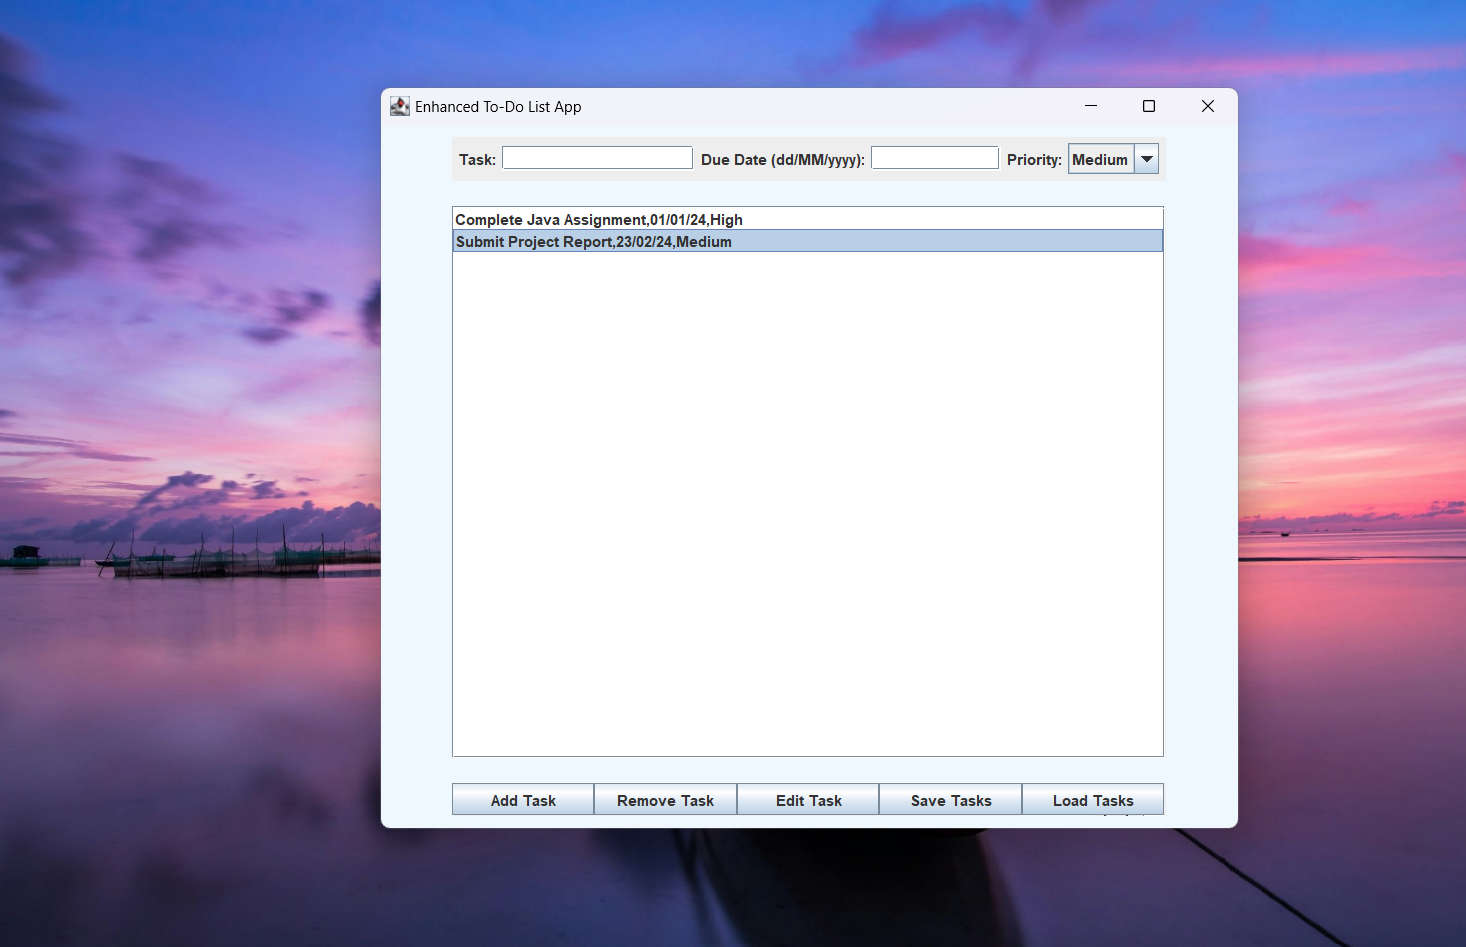 Enhanced To-Do List App
Task: Due Date (dd/MM/yyyy): Priority: Medium
Complete Java Assignment,01/01/24,High
Submit Project Report,23/02/24,Medium
Add Task Remove Task Edit Task Save Tasks Load Tasks